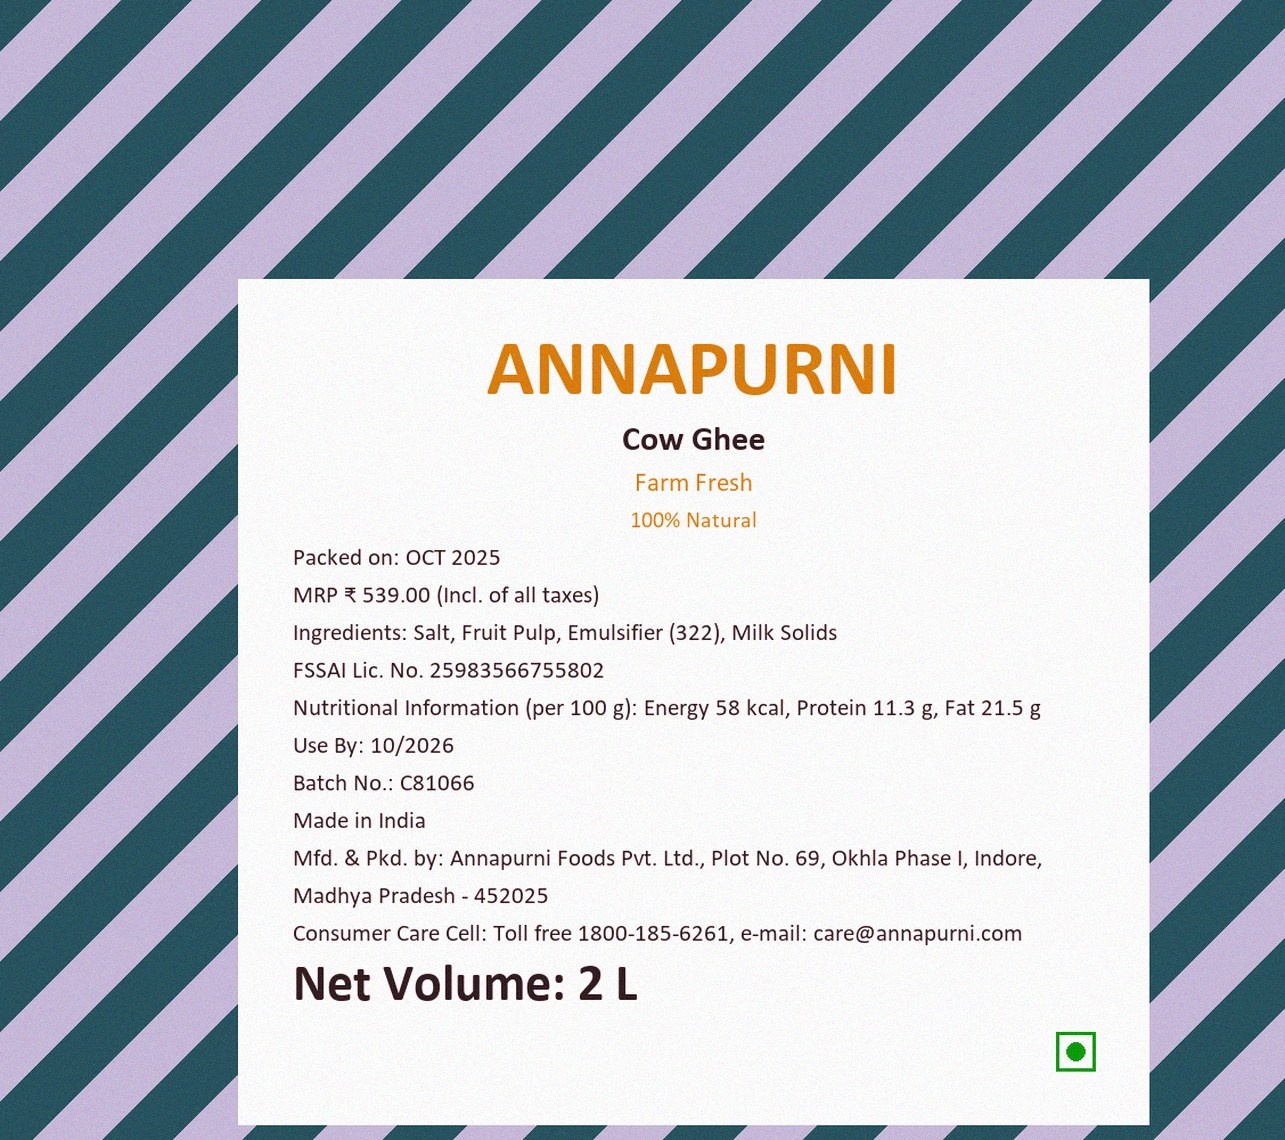 ANNAPURNI
Cow Ghee
Farm Fresh
100% Natural
Packed on: OCT 2025
MRP ₹ 539.00 (Incl. of all taxes)
Ingredients: Salt, Fruit Pulp, Emulsifier (322), Milk Solids
FSSAI Lic. No. 25983566755802
Nutritional Information (per 100 g): Energy 58 kcal, Protein 11.3 g, Fat 21.5 g
Use By: 10/2026
Batch No.: C81066
Made in India
Mfd. & Pkd. by: Annapurni Foods Pvt. Ltd., Plot No. 69, Okhla Phase I, Indore,
Madhya Pradesh - 452025
Consumer Care Cell: Toll free 1800-185-6261, e-mail: care@annapurni.com
Net Volume: 2 L